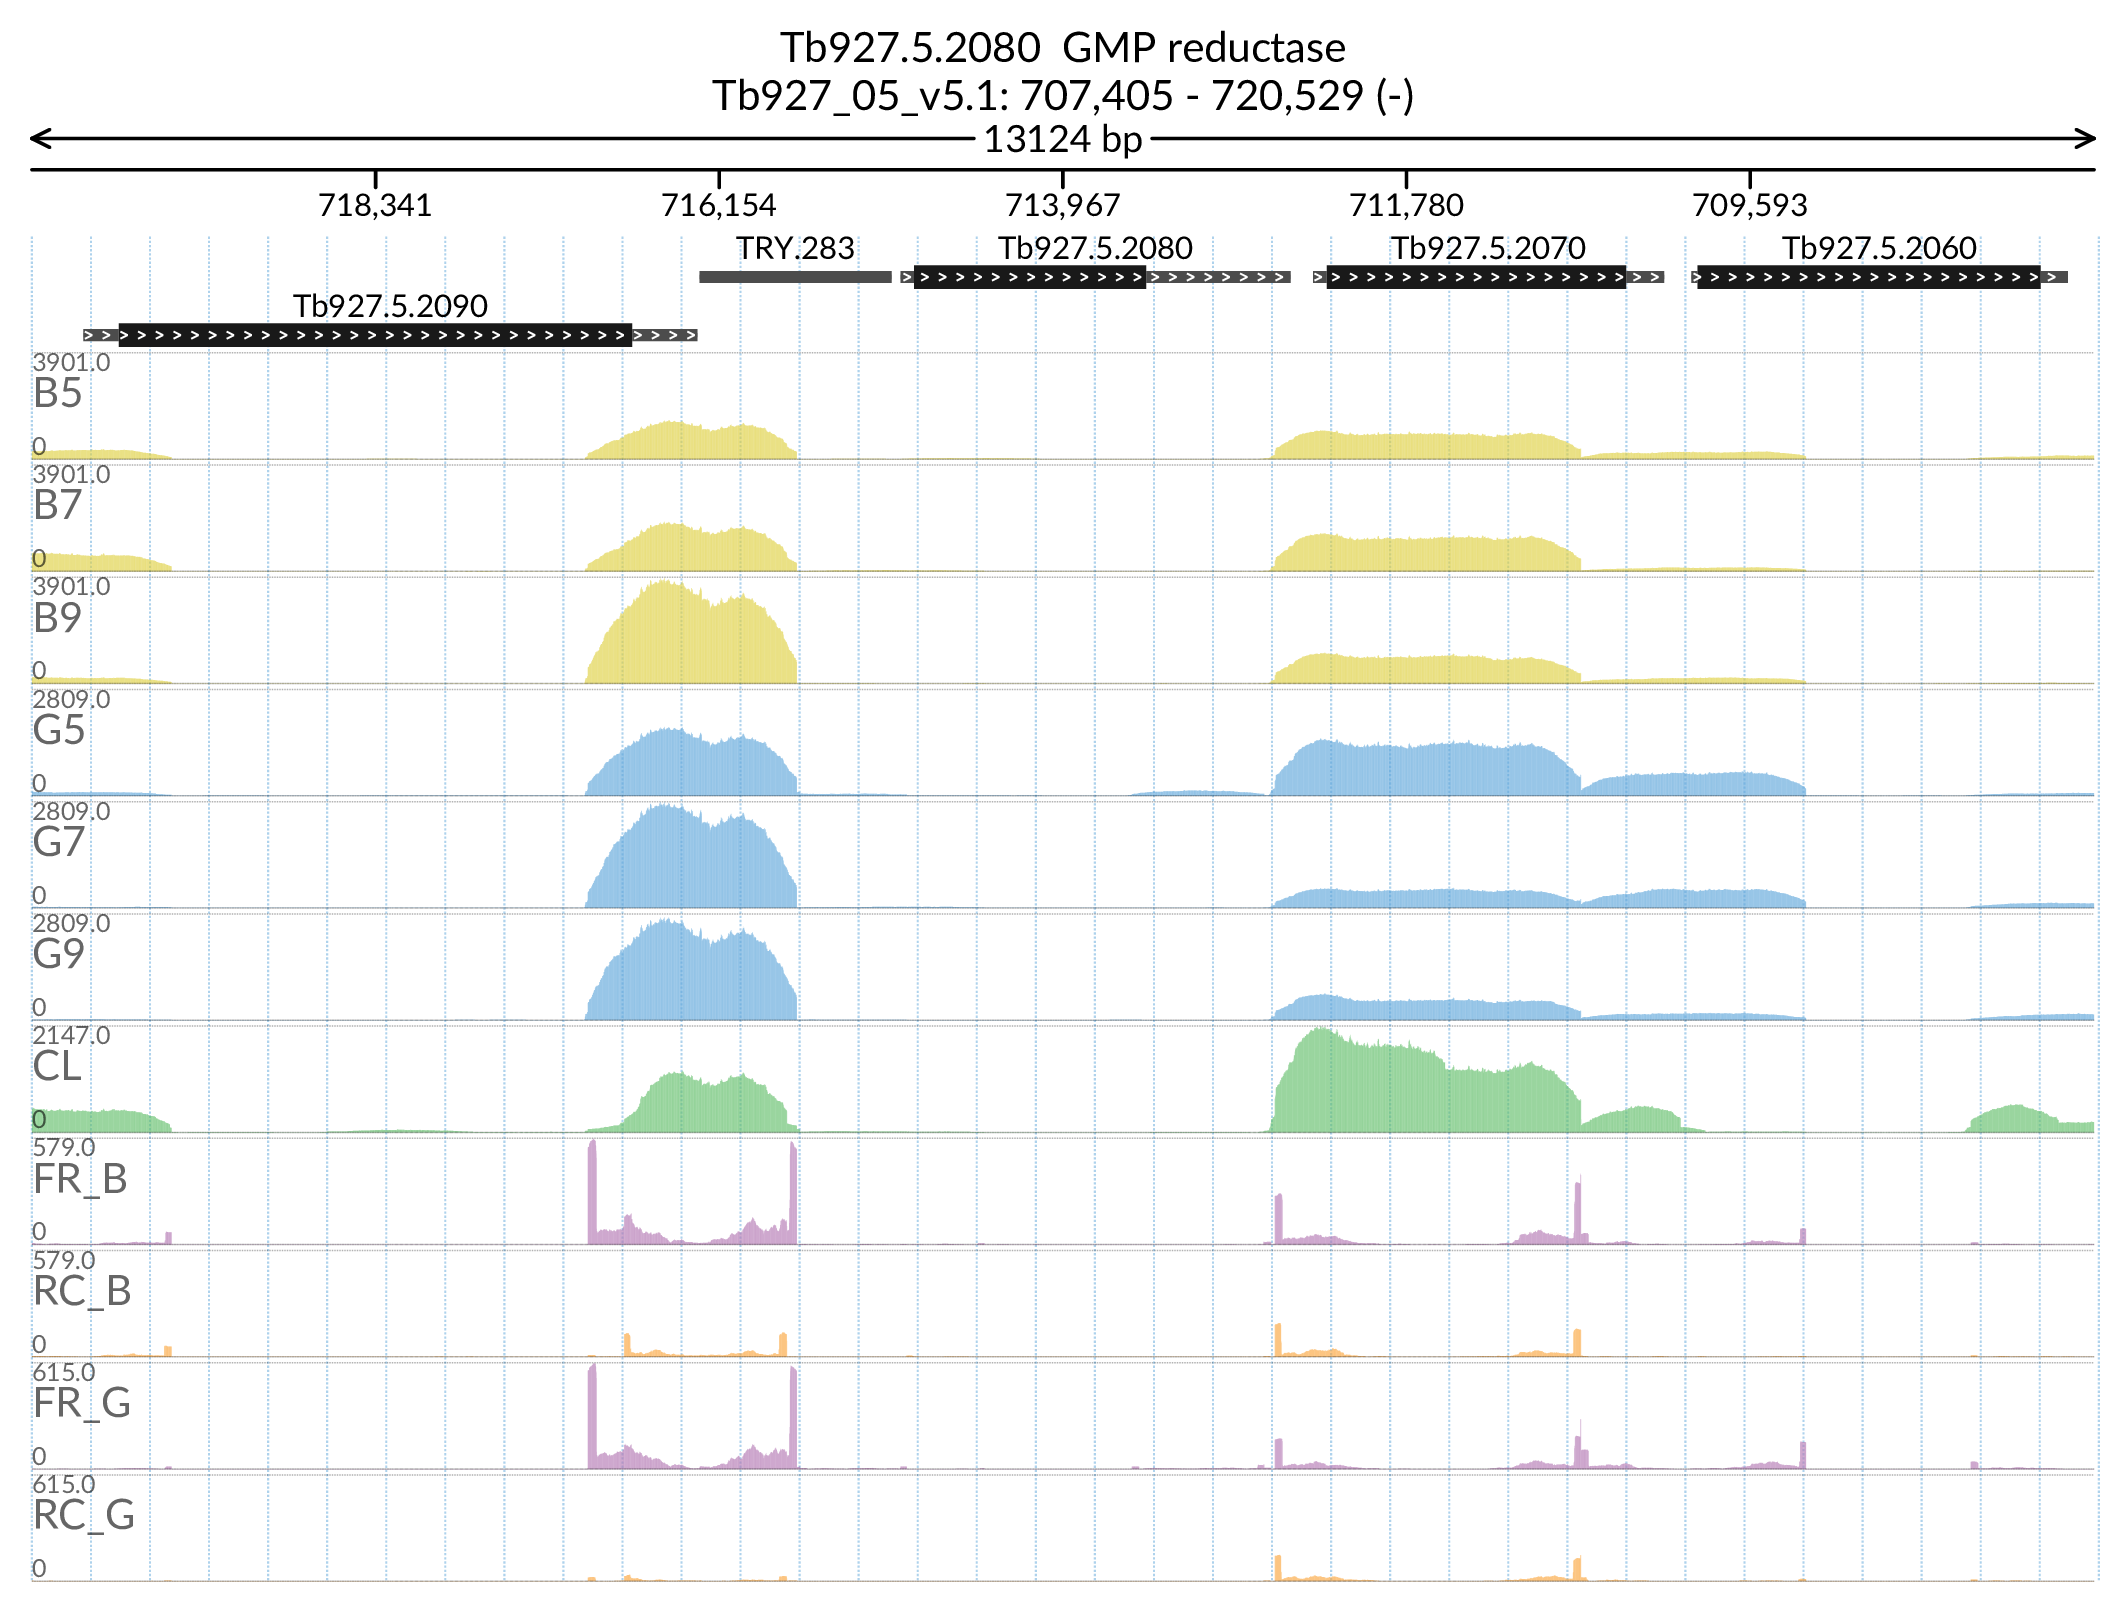 Tb927.5.2080  GMP reductase
Tb927_05_v5.1: 707,405 - 720,529 (-)
13124 bp
718,341 716,154 713,967 711,780 709,593
TRY.283 Tb927.5.2080 Tb927.5.2070 Tb927.5.2060
Tb927.5.2090
3901.0
B5
0
3901.0
B7
0
3901.0
B9
0
2809.0
G5
0
2809.0
G7
0
2809.0
G9
0
2147.0
CL
0
579.0
FR_B
0
579.0
RC_B
0
615.0
FR_G
0
615.0
RC_G
0